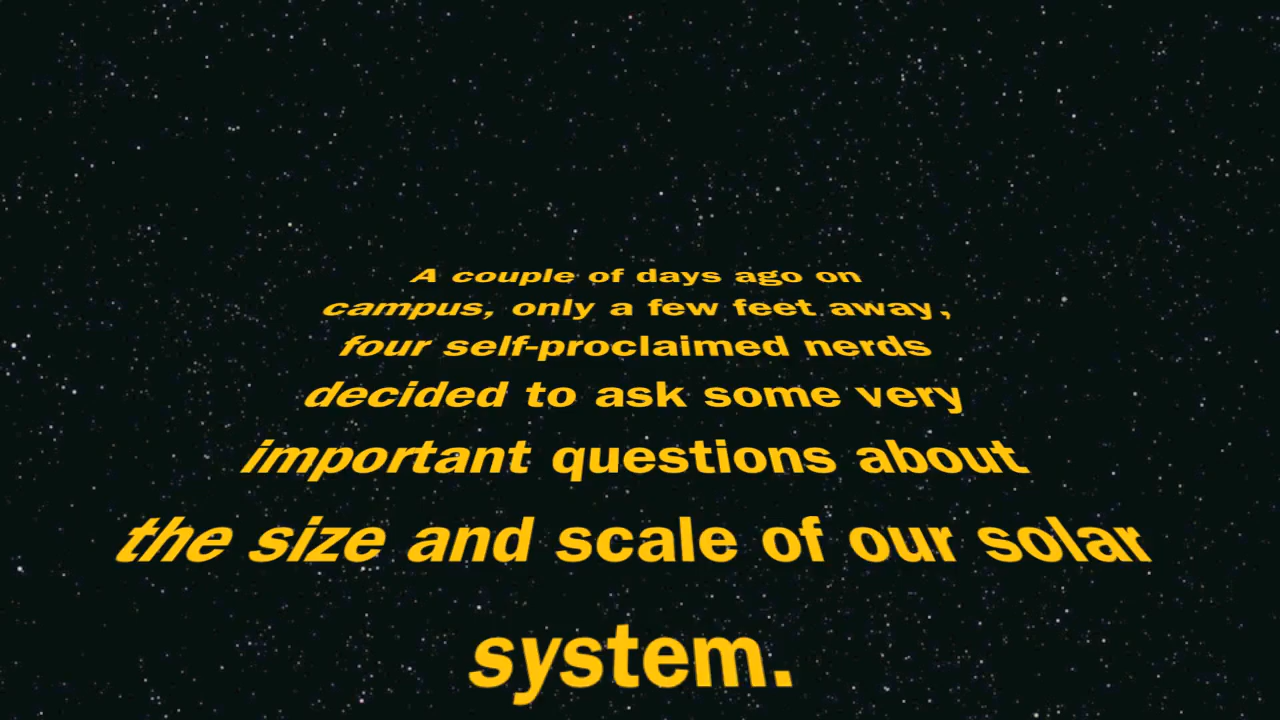 A couple of days ago on
campus, only a few feet away,
four self-proclaimed nerds
decided to ask some very
important questions about
the size and scale of our solar
system.